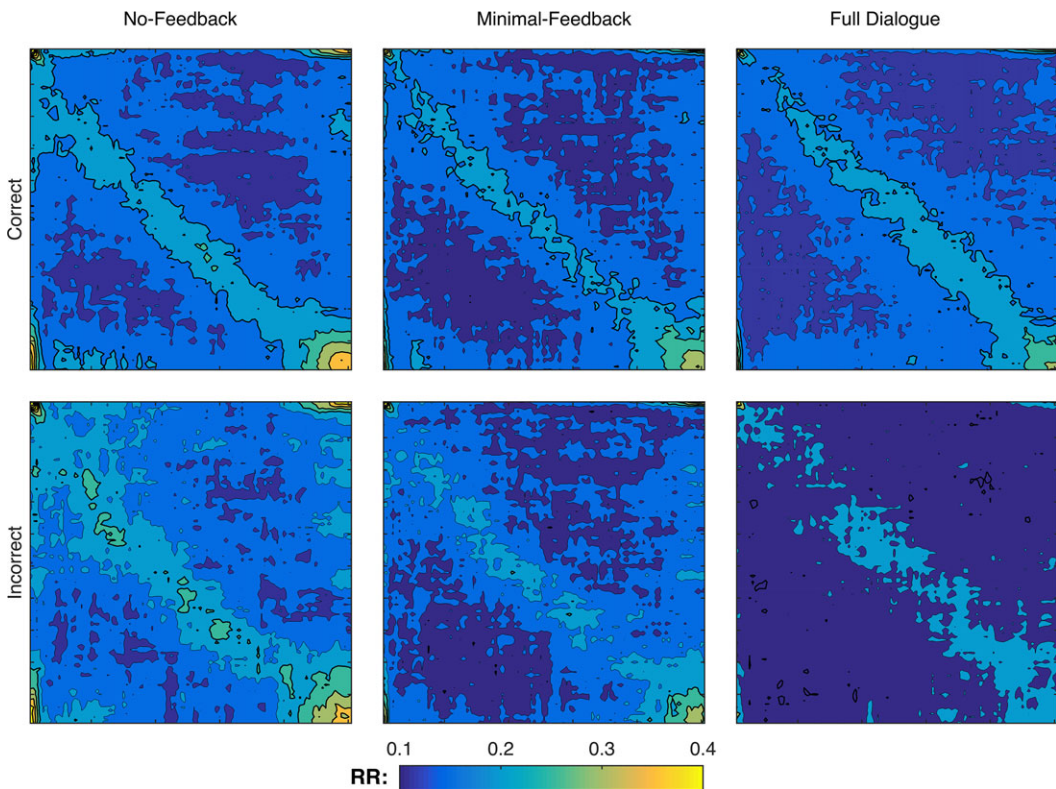 No-Feedback
Minimal-Feedback
Full Dialogue
Correct
Incorrect
0.1 0.2 0.3 0.4
RR: